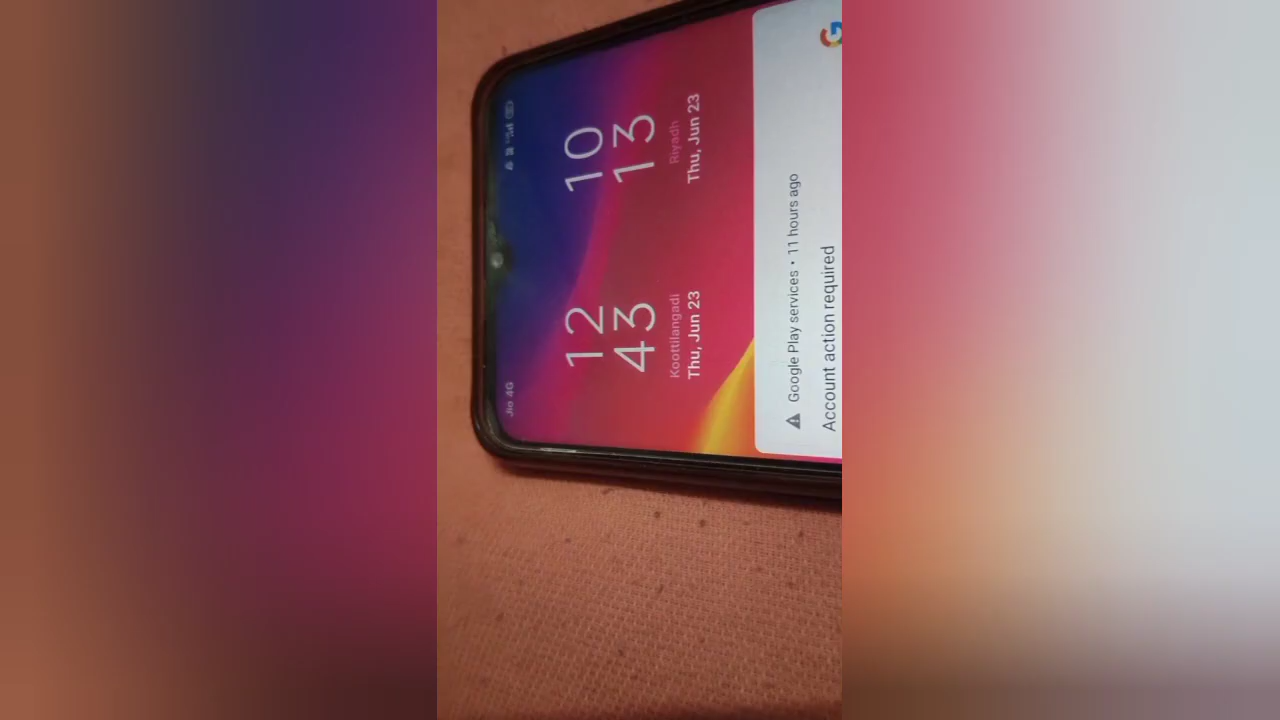 Jio 4G
12
43
Koottilangadi
Thu, Jun 23
10
13
Riyadh
Thu, Jun 23
Google Play services • 11 hours ago
Account action required